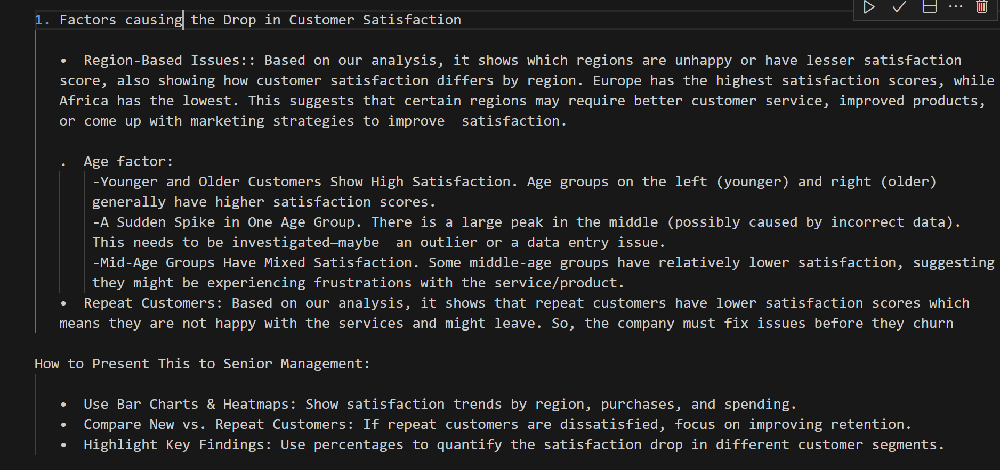 1. Factors causing the Drop in Customer Satisfaction
• Region-Based Issues:: Based on our analysis, it shows which regions are unhappy or have lesser satisfaction
score, also showing how customer satisfaction differs by region. Europe has the highest satisfaction scores, while
Africa has the lowest. This suggests that certain regions may require better customer service, improved products,
or come up with marketing strategies to improve  satisfaction.
. Age factor:
-Younger and Older Customers Show High Satisfaction. Age groups on the left (younger) and right (older)
generally have higher satisfaction scores.
-A Sudden Spike in One Age Group. There is a large peak in the middle (possibly caused by incorrect data).
This needs to be investigated—maybe  an outlier or a data entry issue.
-Mid-Age Groups Have Mixed Satisfaction. Some middle-age groups have relatively lower satisfaction, suggesting
they might be experiencing frustrations with the service/product.
• Repeat Customers: Based on our analysis, it shows that repeat customers have lower satisfaction scores which
means they are not happy with the services and might leave. So, the company must fix issues before they churn
How to Present This to Senior Management:
• Use Bar Charts & Heatmaps: Show satisfaction trends by region, purchases, and spending.
• Compare New vs. Repeat Customers: If repeat customers are dissatisfied, focus on improving retention.
• Highlight Key Findings: Use percentages to quantify the satisfaction drop in different customer segments.